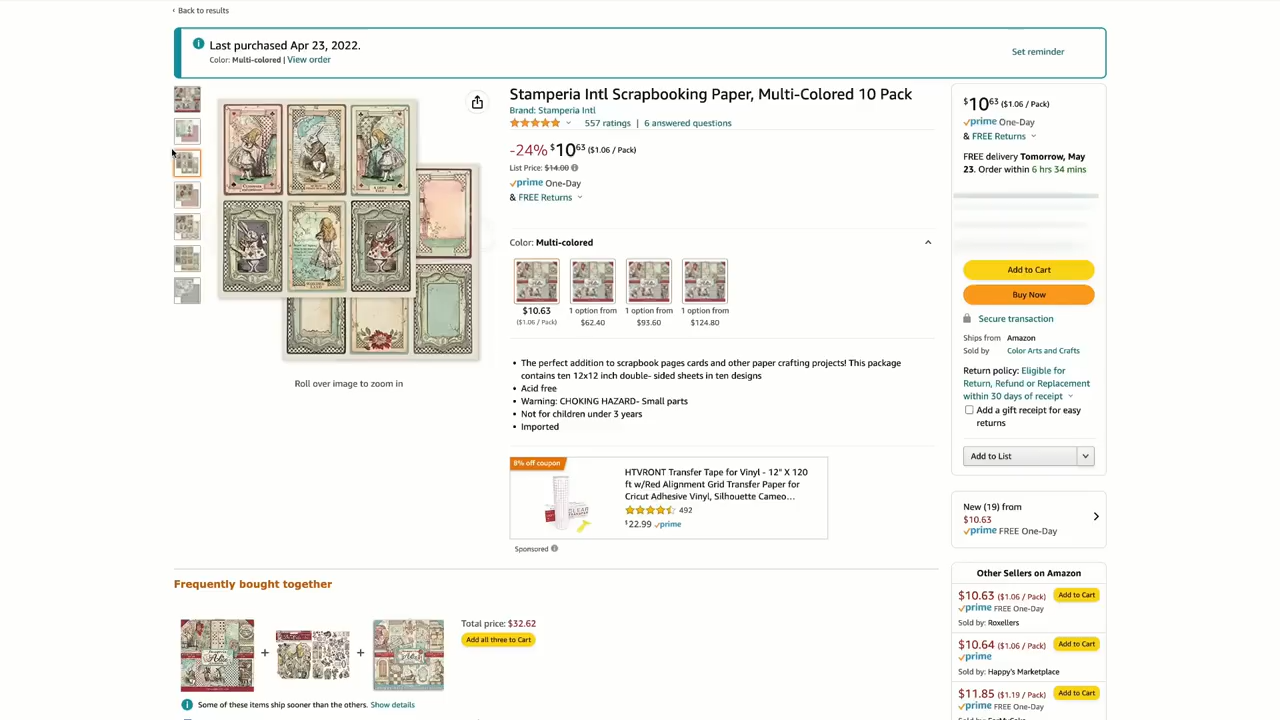 ‹ Back to results
Last purchased Apr 23, 2022.
Color: Multi-colored | View order
Set reminder
Stamperia Intl Scrapbooking Paper, Multi-Colored 10 Pack
Brand: Stamperia Intl
557 ratings | 6 answered questions
-24% $10 63 ($1.06 / Pack)
List Price: $14.00
prime One-Day
& FREE Returns
Color: Multi-colored
$10.63
($1.06 / Pack)
1 option from
$62.40
1 option from
$93.60
1 option from
$124.80
Roll over image to zoom in
• The perfect addition to scrapbook pages cards and other paper crafting projects! This package
contains ten 12x12 inch double- sided sheets in ten designs
• Acid free
• Warning: CHOKING HAZARD- Small parts
• Not for children under 3 years
• Imported
8% off coupon
HTVRONT Transfer Tape for Vinyl - 12" X 120
ft w/Red Alignment Grid Transfer Paper for
Cricut Adhesive Vinyl, Silhouette Cameo...
492
$22.99 prime
Sponsored
Frequently bought together
Total price: $32.62
Add all three to Cart
Some of these items ship sooner than the others. Show details
$10 63 ($1.06 / Pack)
prime One-Day
& FREE Returns
FREE delivery Tomorrow, May
23. Order within 6 hrs 34 mins
Add to Cart
Buy Now
Secure transaction
Ships from Amazon
Sold by Color Arts and Crafts
Return policy: Eligible for
Return, Refund or Replacement
within 30 days of receipt
Add a gift receipt for easy
returns
Add to List
New (19) from
$10.63
prime FREE One-Day
Other Sellers on Amazon
$10.63 ($1.06 / Pack) Add to Cart
prime FREE One-Day
Sold by: Roxellers
$10.64 ($1.06 / Pack) Add to Cart
prime
Sold by: Happy's Marketplace
$11.85 ($1.19 / Pack) Add to Cart
prime FREE One-Day